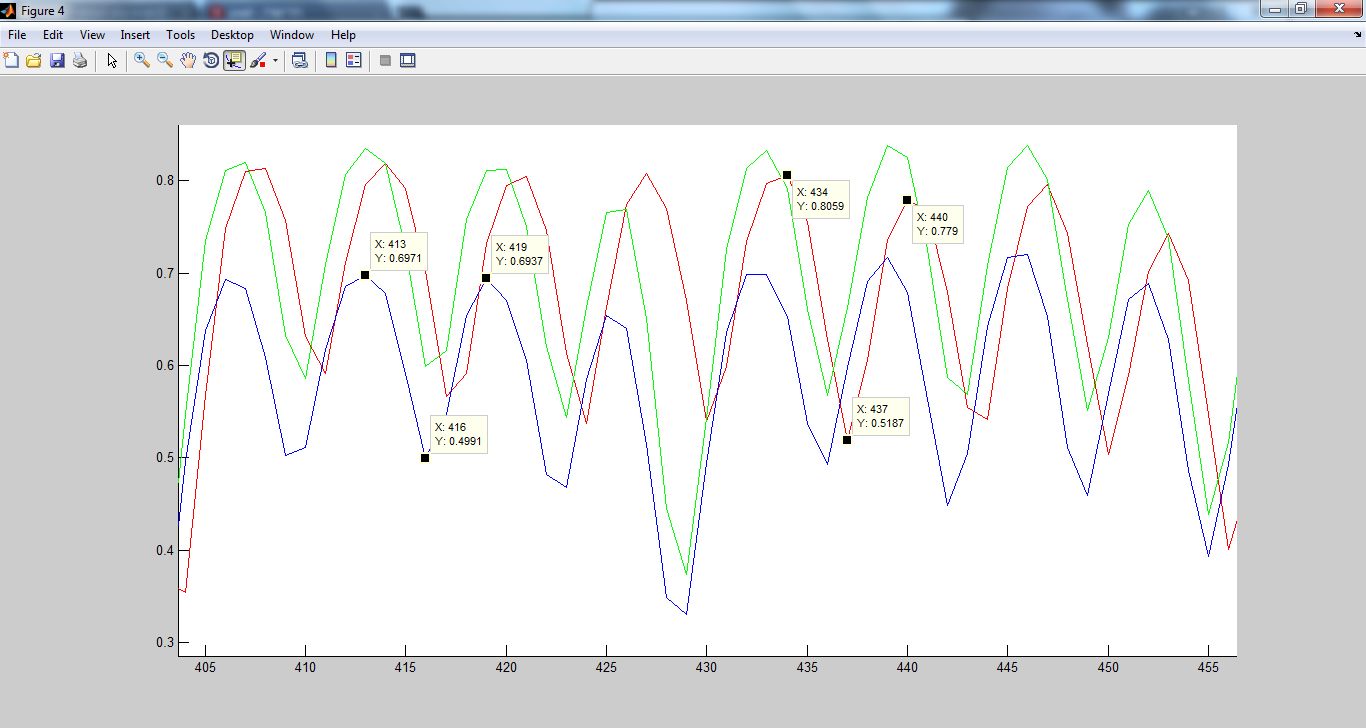 Figure 4
File Edit View Insert Tools Desktop Window Help
0.8
0.7
0.6
0.5
0.4
0.3
X: 413
Y: 0.6971
X: 419
Y: 0.6937
X: 434
Y: 0.8059
X: 440
Y: 0.779
X: 416
Y: 0.4991
X: 437
Y: 0.5187
405 410 415 420 425 430 435 440 445 450 455